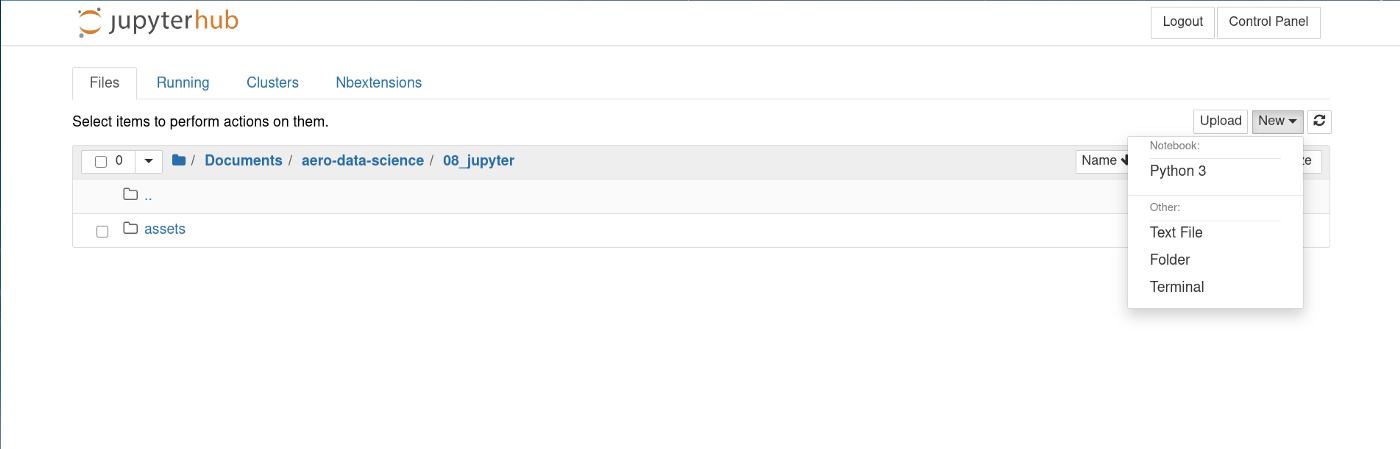 jupyterhub
Logout Control Panel
Files Running Clusters Nbextensions
Select items to perform actions on them.
Upload New
0 / Documents / aero-data-science / 08_jupyter Name
Notebook:
Python 3
..
Other:
assets
Text File
Folder
Terminal